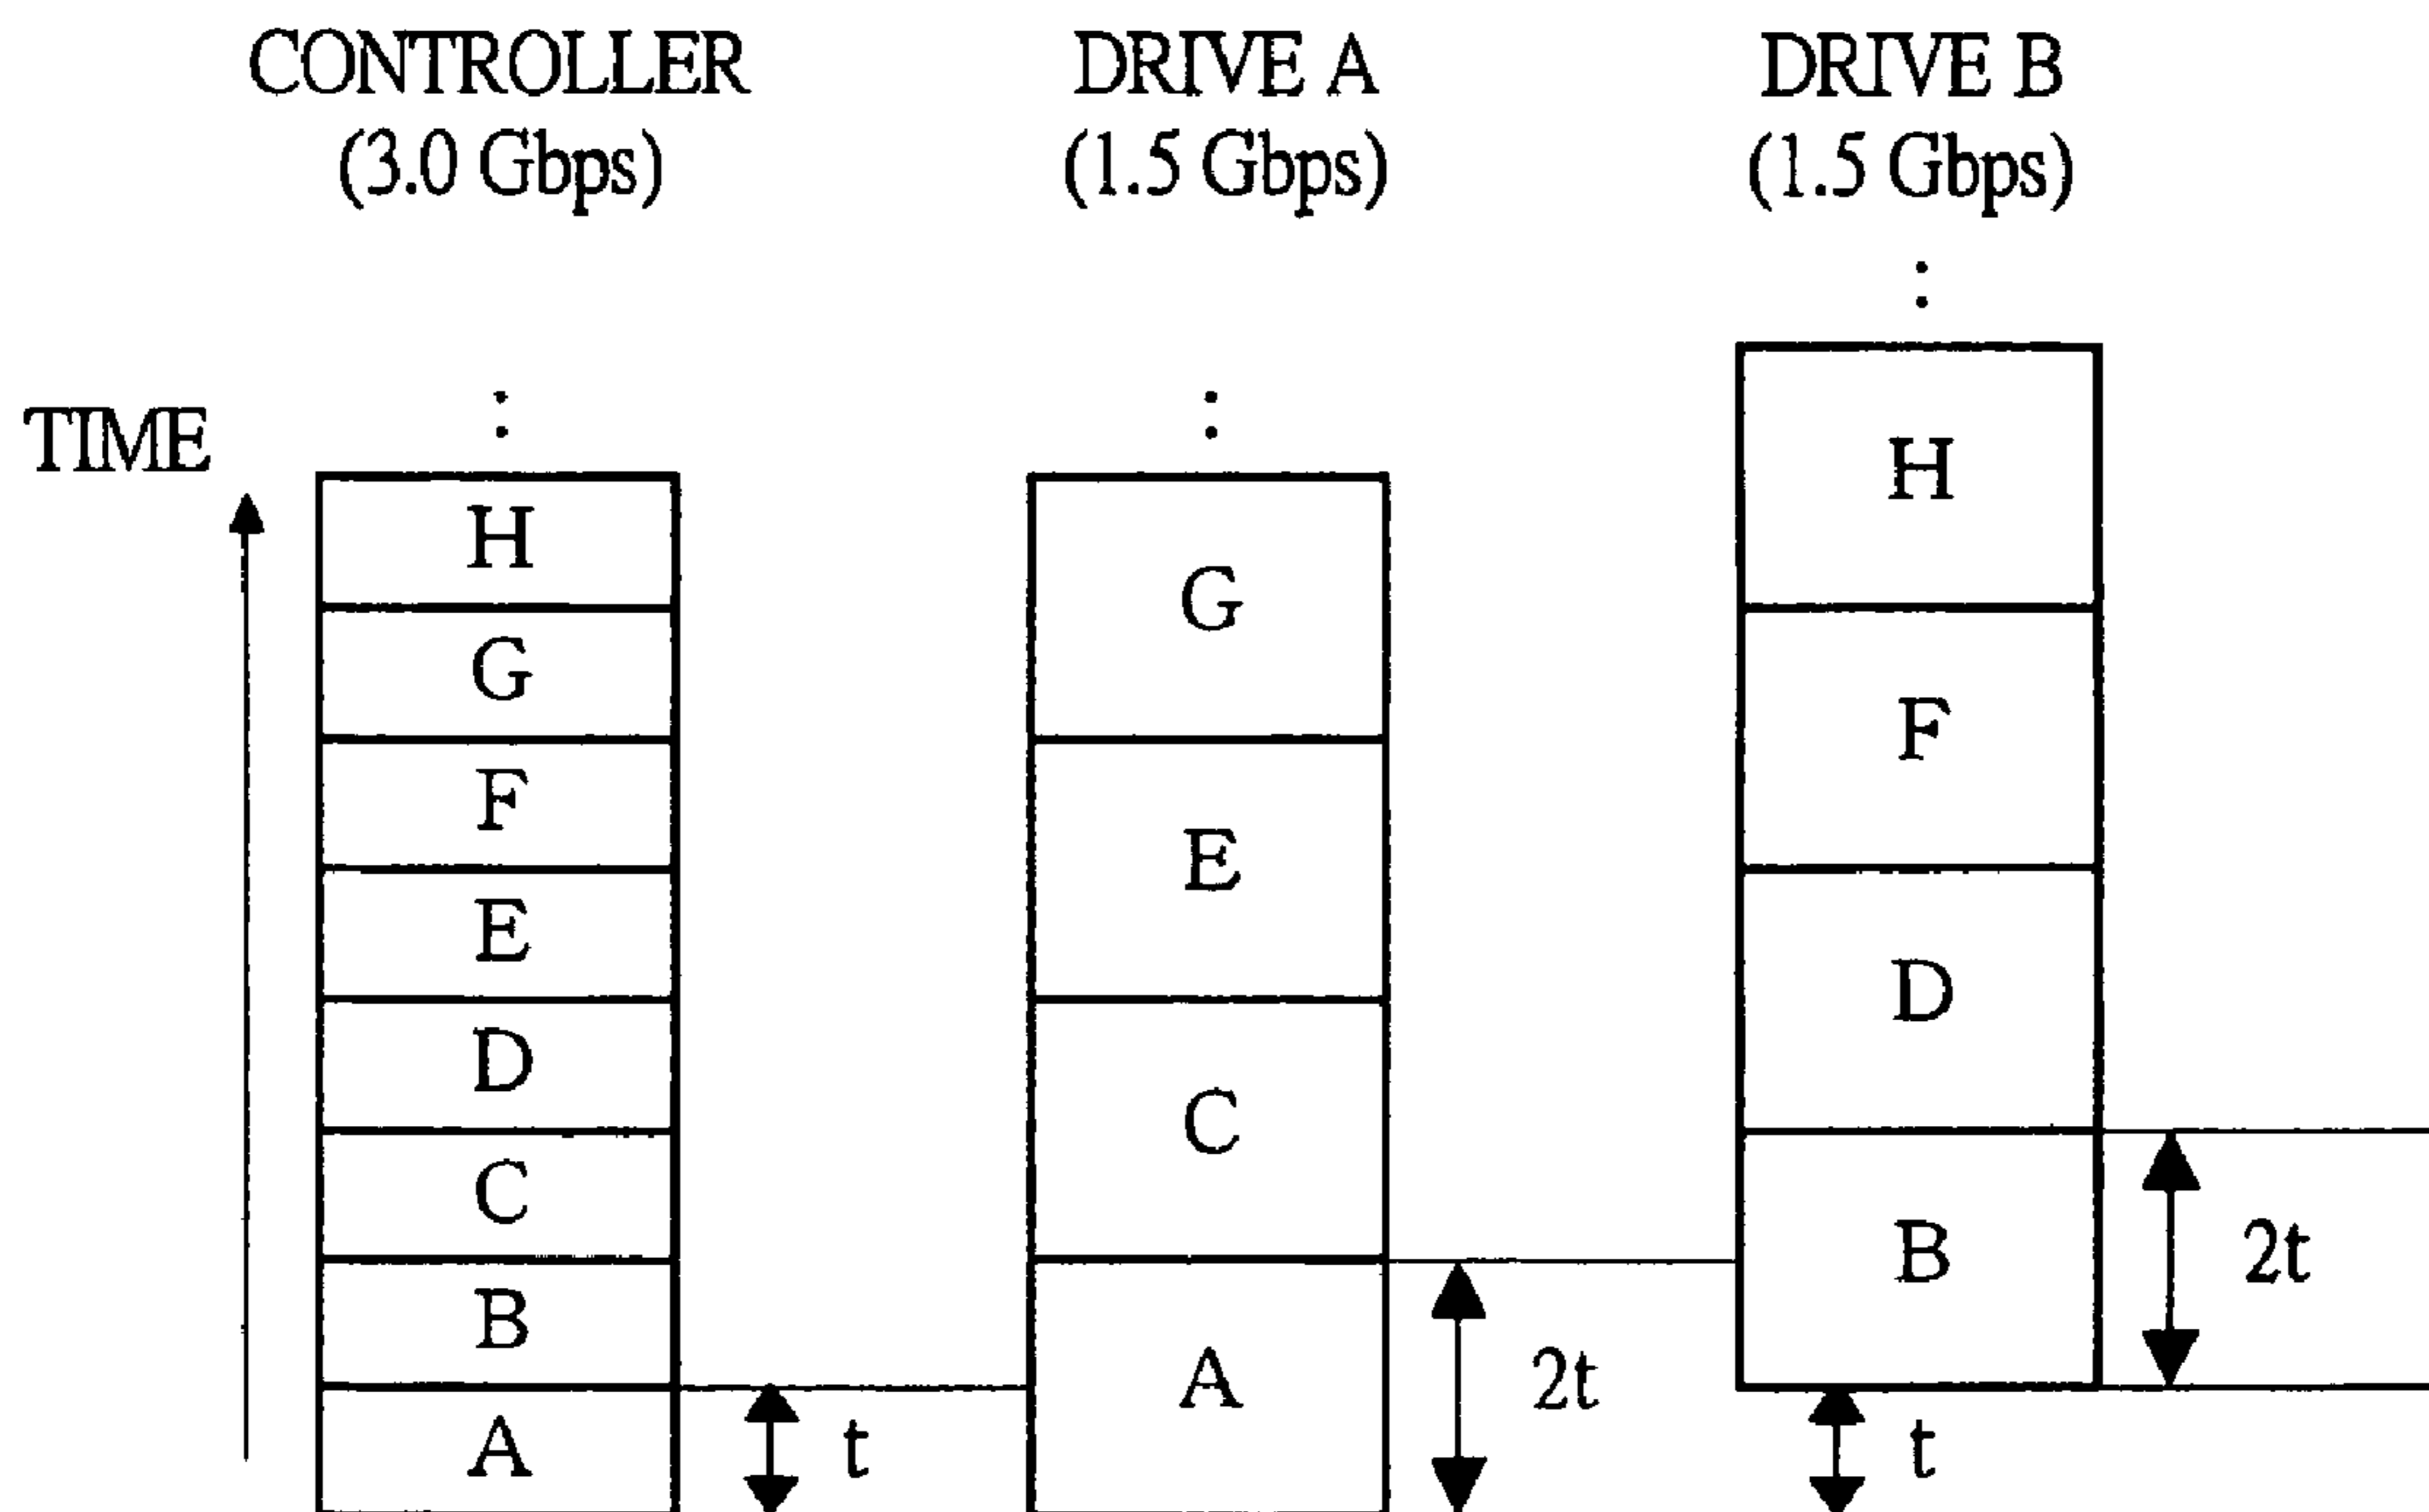 CONTROLLER
(3.0 Gbps)
DRIVE A
(1.5 Gbps)
DRIVE B
(1.5 Gbps)
:
:
:
TIME
H
G
F
E
D
C
B
A
t
G
E
C
A
2t
H
F
D
B
2t
t